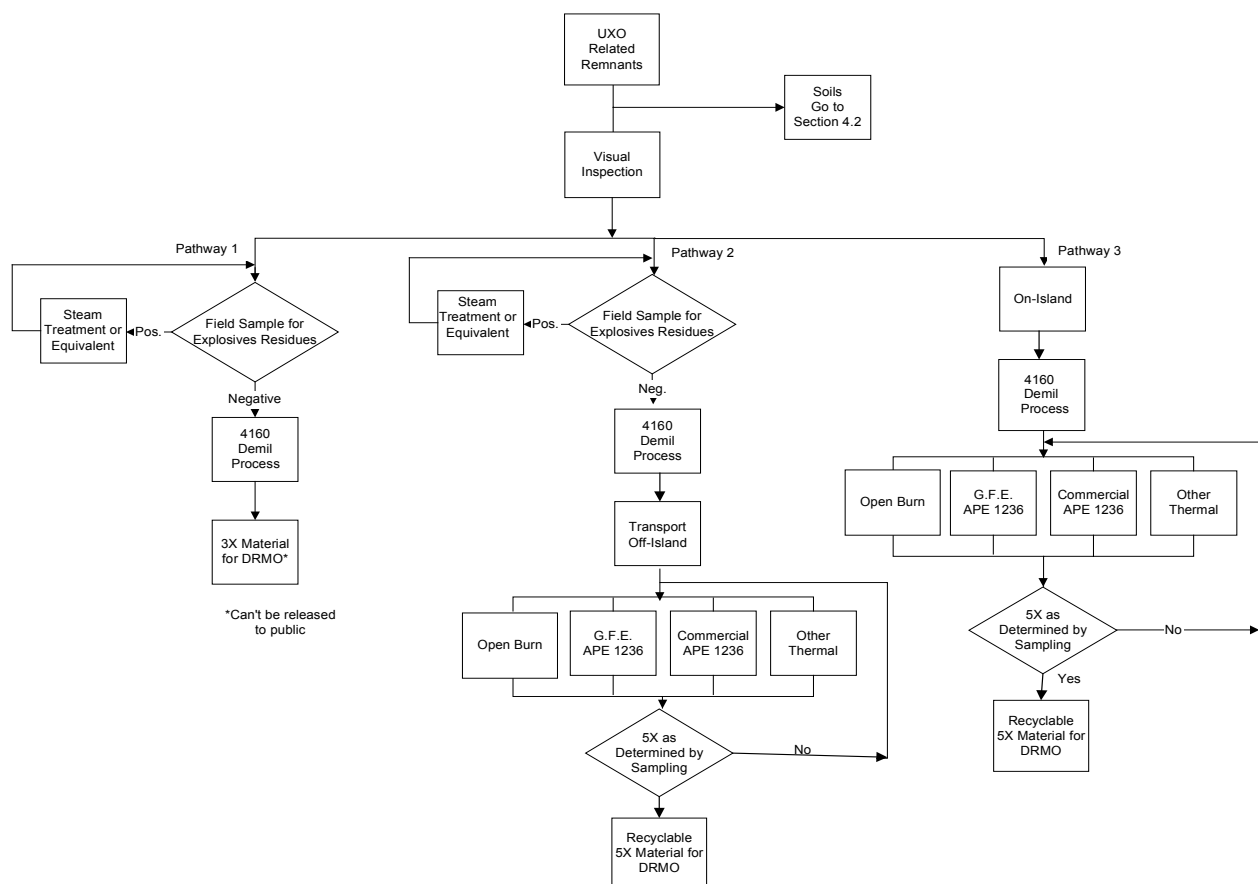 UXO
Related
Remnants
Soils
Go to
Section 4.2
Visual
Inspection
Pathway 1
Steam
Treatment or
Equivalent
Pos.
Field Sample for
Explosives Residues
Negative
4160
Demil
Process
3X Material
for DRMO*
*Can't be released
to public
Pathway 2
Steam
Treatment or
Equivalent
Pos.
Field Sample for
Explosives Residues
Neg.
4160
Demil
Process
Transport
Off-Island
Open Burn
G.F.E.
APE 1236
Commercial
APE 1236
Other
Thermal
5X as
Determined by
Sampling
No
Recyclable
5X Material for
DRMO
Pathway 3
On-Island
4160
Demil
Process
Open Burn
G.F.E.
APE 1236
Commercial
APE 1236
Other
Thermal
5X as
Determined by
Sampling
No
Yes
Recyclable
5X Material for
DRMO